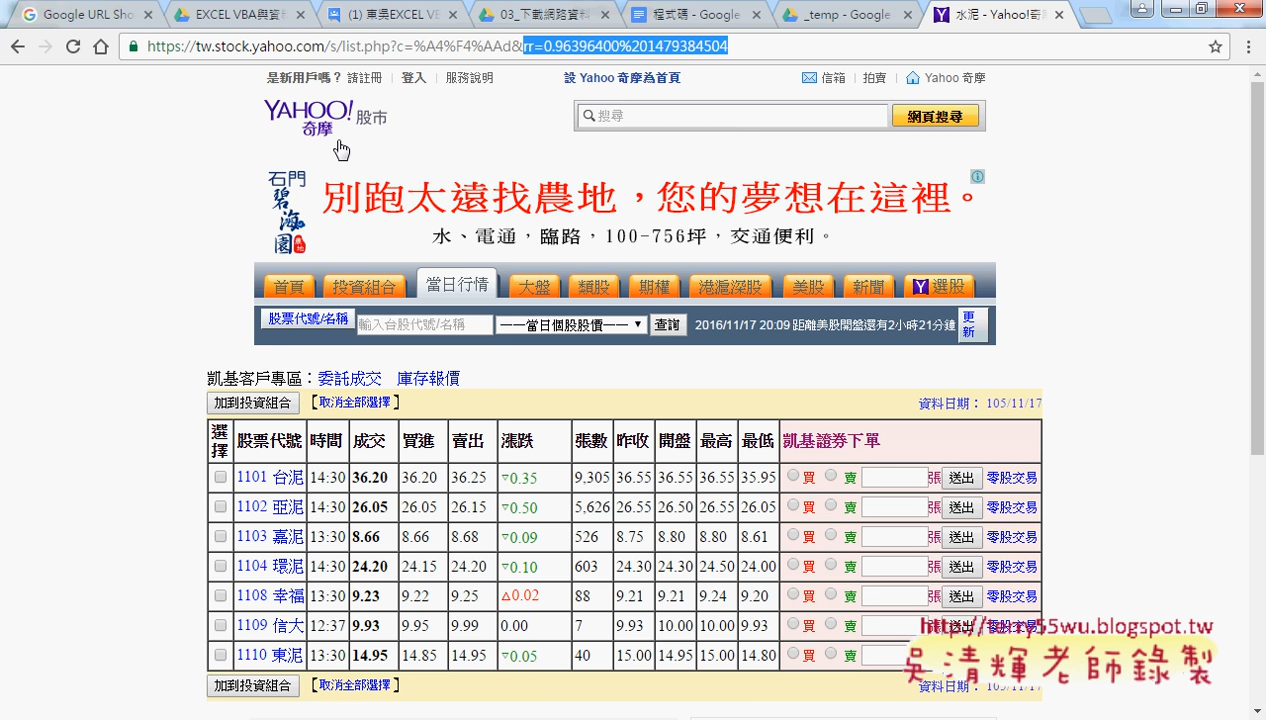 Google URL Sho
EXCEL VBA與資料
(1) 東吳EXCEL VE
03_下載網路資料
程式碼 - Google
_temp - Google
水泥 - Yahoo!奇
https://tw.stock.yahoo.com/s/list.php?c=%A4%F4%AAd&rr=0.96396400%201479384504
是新用戶嗎？ 請註冊 登入 服務說明 設 Yahoo 奇摩為首頁 信箱 拍賣 Yahoo 奇摩
YAHOO! 奇摩 股市
搜尋 網頁搜尋
石門碧海園 農地
別跑太遠找農地，您的夢想在這裡。
水、電通，臨路，100-756坪，交通便利。
首頁 投資組合 當日行情 大盤 類股 期權 港滬深股 美股 新聞 Y 選股
股票代號/名稱 輸入台股代號/名稱 ──當日個股股價── 查詢 2016/11/17 20:09 距離美股開盤還有2小時21分鐘 更新
凱基客戶專區：委託成交 庫存報價
加到投資組合 【取消全部選擇】 資料日期： 105/11/17
選擇 股票代號 時間 成交 買進 賣出 漲跌 張數 昨收 開盤 最高 最低 凱基證券下單
1101 台泥 14:30 36.20 36.20 36.25 ▽0.35 9,305 36.55 36.55 36.55 35.95 買 賣 張 送出 零股交易
1102 亞泥 14:30 26.05 26.05 26.15 ▽0.50 5,626 26.55 26.50 26.55 26.05 買 賣 張 送出 零股交易
1103 嘉泥 13:30 8.66 8.66 8.68 ▽0.09 526 8.75 8.80 8.80 8.61 買 賣 張 送出 零股交易
1104 環泥 14:30 24.20 24.15 24.20 ▽0.10 603 24.30 24.30 24.50 24.00 買 賣 張 送出 零股交易
1108 幸福 13:30 9.23 9.22 9.25 △0.02 88 9.21 9.21 9.24 9.20 買 賣 張 送出 零股交易
1109 信大 12:37 9.93 9.95 9.99 0.00 7 9.93 10.00 10.00 9.93 買 賣 張 送出 零股交易
http://terry55wu.blogspot.tw
1110 東泥 13:30 14.95 14.85 14.95 ▽0.05 40 15.00 14.95 15.00 14.80 買 賣
吳清輝老師錄製
加到投資組合 【取消全部選擇】 資料日期： 105/11/17